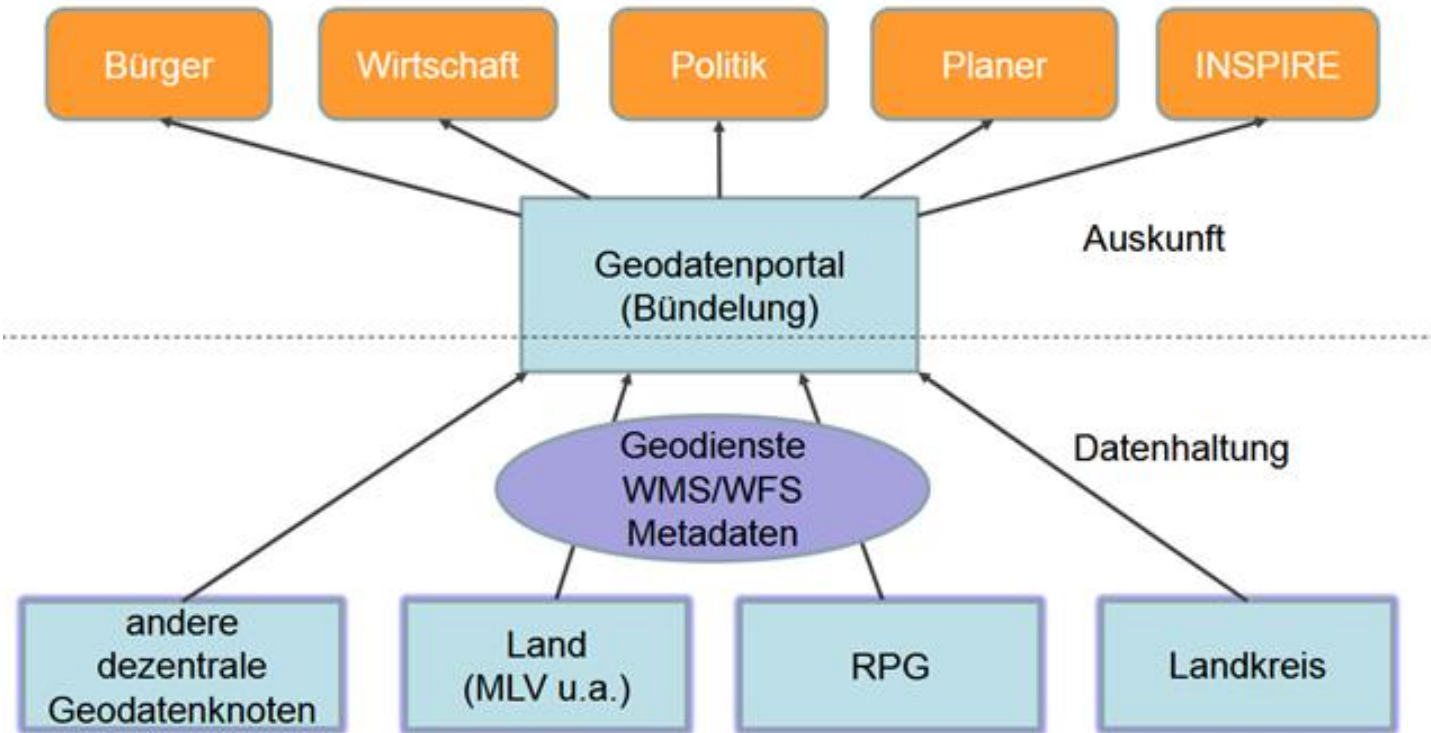 Bürger
Wirtschaft
Politik
Planer
INSPIRE
Auskunft
Geodatenportal
(Bündelung)
Datenhaltung
Geodienste
WMS/WFS
Metadaten
andere
dezentrale
Geodatenknoten
Land
(MLV u.a.)
RPG
Landkreis